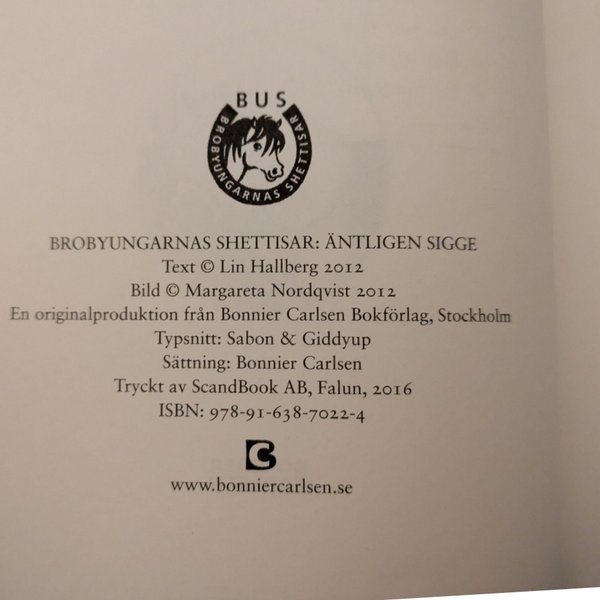 BUS
BROBYUNGARNAS SHETTISAR
BROBYUNGARNAS SHETTISAR: ÄNTLIGEN SIGGE
Text © Lin Hallberg 2012
Bild © Margareta Nordqvist 2012
En originalproduktion från Bonnier Carlsen Bokförlag, Stockholm
Typsnitt: Sabon & Giddyup
Sättning: Bonnier Carlsen
Tryckt av ScandBook AB, Falun, 2016
ISBN: 978-91-638-7022-4
BC
www.bonniercarlsen.se